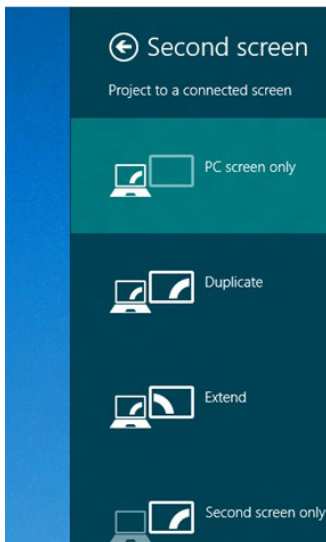 Second screen
Project to a connected screen
PC screen only
Duplicate
Extend
Second screen only